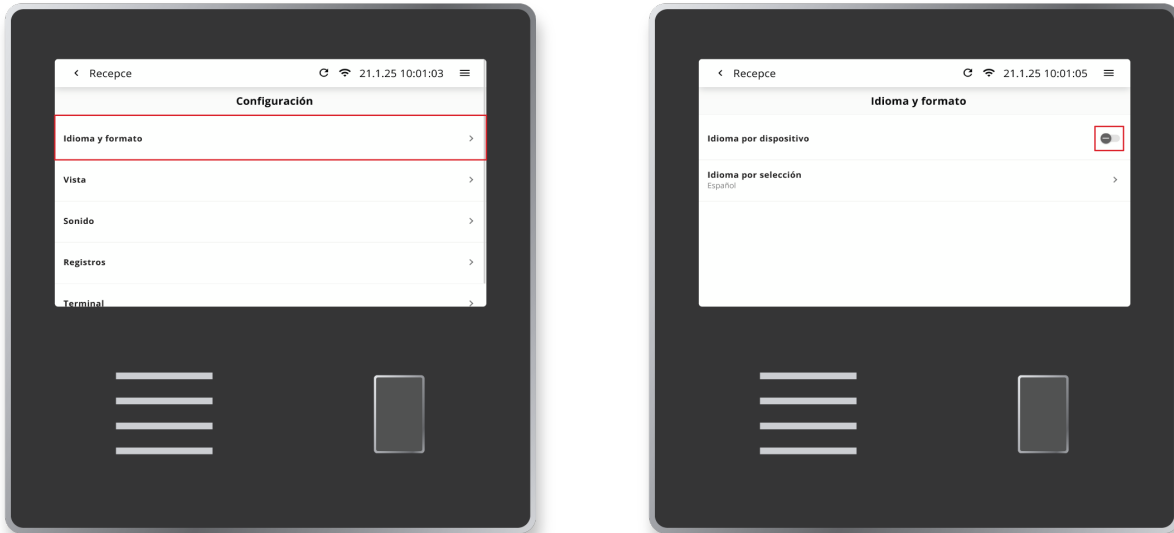 Recepce 21.1.25 10:01:03
Configuración
Idioma y formato
Vista
Sonido
Registros
Terminal
Recepce 21.1.25 10:01:05
Idioma y formato
Idioma por dispositivo
Idioma por selección
Español